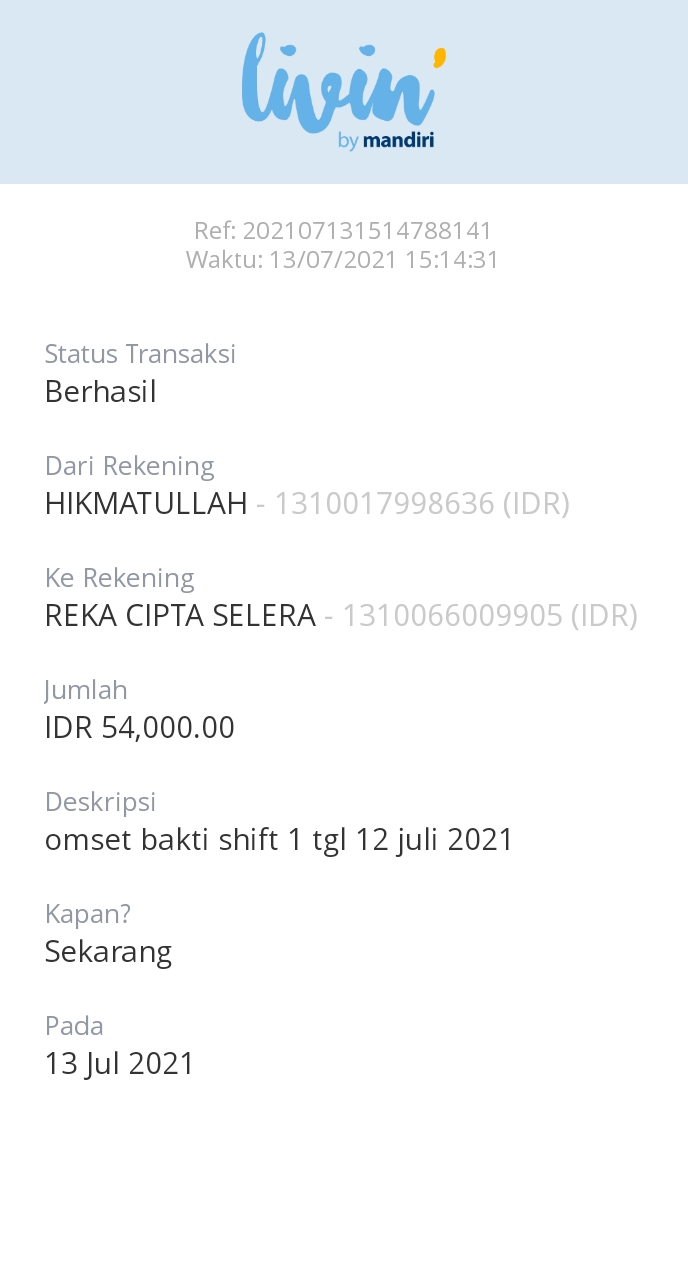 livin'
by mandiri
Ref: 202107131514788141
Waktu: 13/07/2021 15:14:31
Status Transaksi
Berhasil
Dari Rekening
HIKMATULLAH - 1310017998636 (IDR)
Ke Rekening
REKA CIPTA SELERA - 1310066009905 (IDR)
Jumlah
IDR 54,000.00
Deskripsi
omset bakti shift 1 tgl 12 juli 2021
Kapan?
Sekarang
Pada
13 Jul 2021